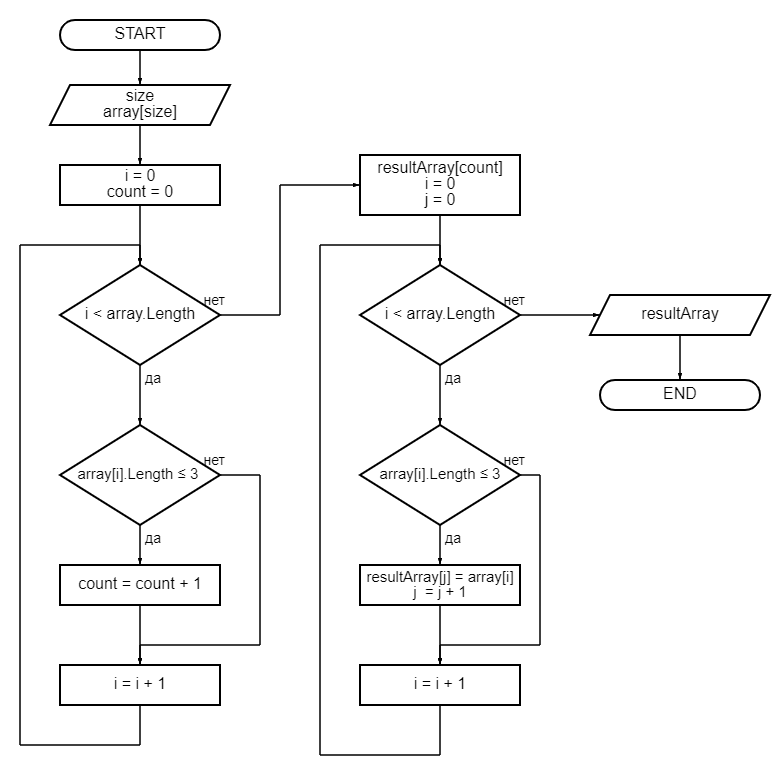 START
size
array[size]
i = 0
count = 0
i < array.Length
нет
да
array[i].Length ≤ 3
нет
да
count = count + 1
i = i + 1
resultArray[count]
i = 0
j = 0
i < array.Length
нет
да
array[i].Length ≤ 3
нет
да
resultArray[j] = array[i]
j  = j + 1
i = i + 1
resultArray
END